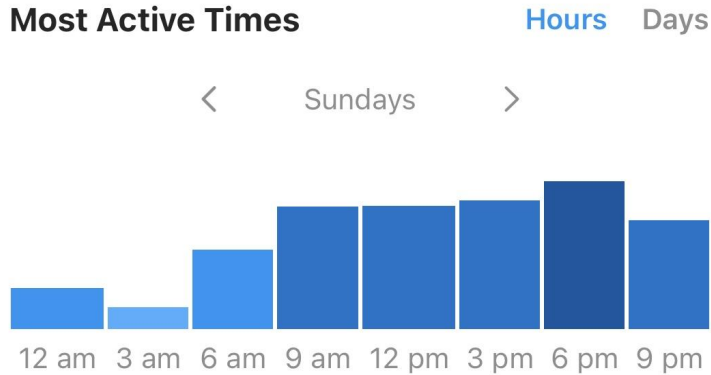 Most Active Times Hours Days
Sundays
12 am 3 am 6 am 9 am 12 pm 3 pm 6 pm 9 pm